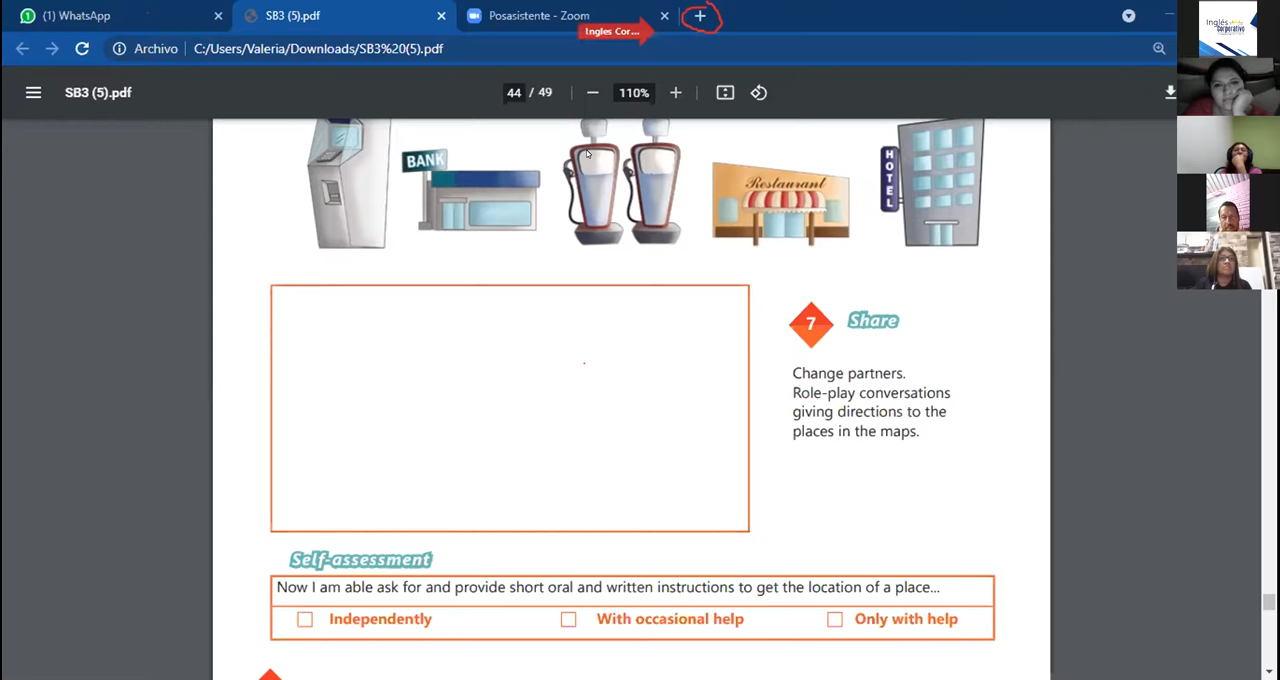 (1) WhatsApp
SB3 (5).pdf
Posasistente - Zoom
Ingles Cor...
Archivo C:/Users/Valeria/Downloads/SB3%20(5).pdf
SB3 (5).pdf
44 / 49
110%
Inglés
Corporativo
BANK
Restaurant
HOTEL
7 Share
Change partners.
Role-play conversations
giving directions to the
places in the maps.
Self-assessment
Now I am able ask for and provide short oral and written instructions to get the location of a place...
Independently With occasional help Only with help